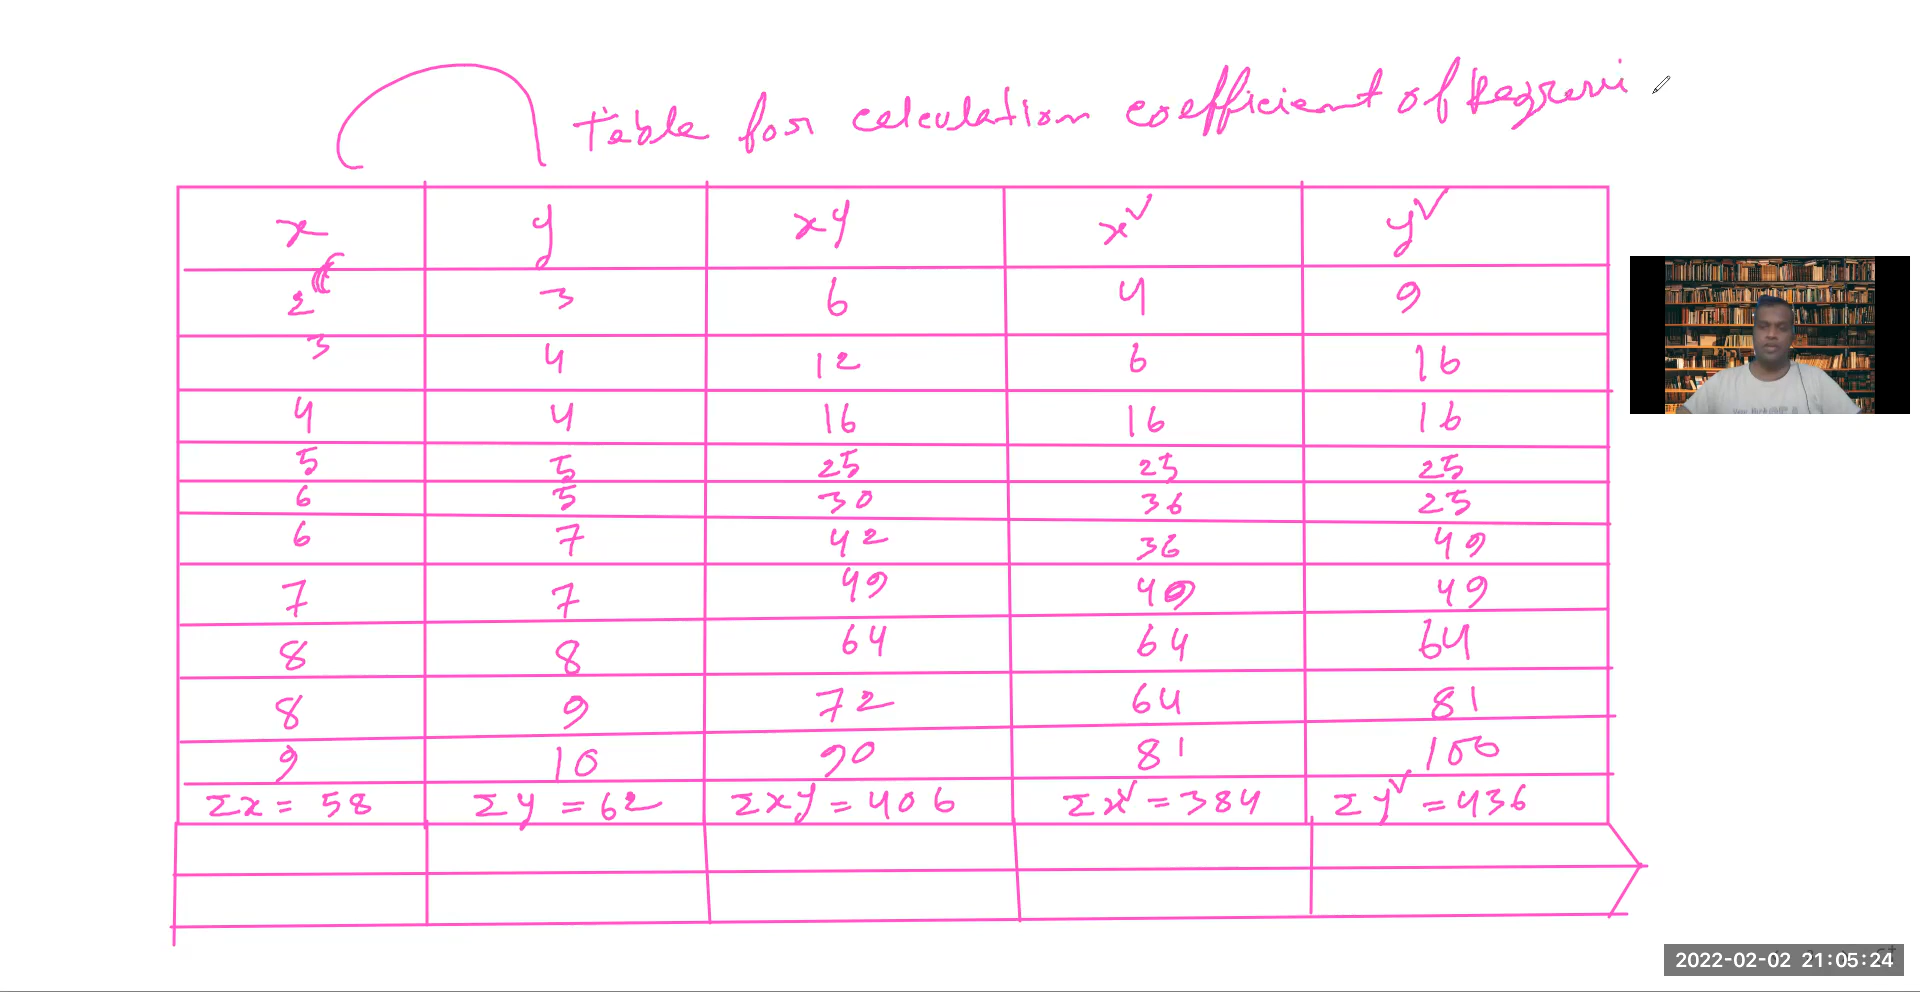 Table for calculation coefficient of Regressi
x y xy x² y²
2 3 6 4 9
3 4 12 6 16
4 4 16 16 16
5 5 25 25 25
6 5 30 36 25
6 7 42 36 49
7 7 49 49 49
8 8 64 64 64
8 9 72 64 81
9 10 90 81 100
Σx = 58 Σy = 62 Σxy = 406 Σx² = 384 Σy² = 436
2022-02-02 21:05:24